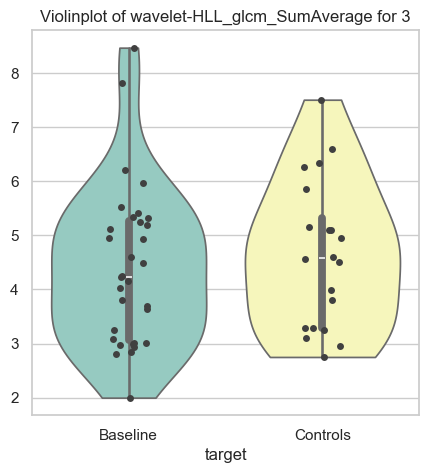 Violinplot of wavelet-HLL_glcm_SumAverage for 3
8
7
6
5
4
3
2
Baseline Controls
target